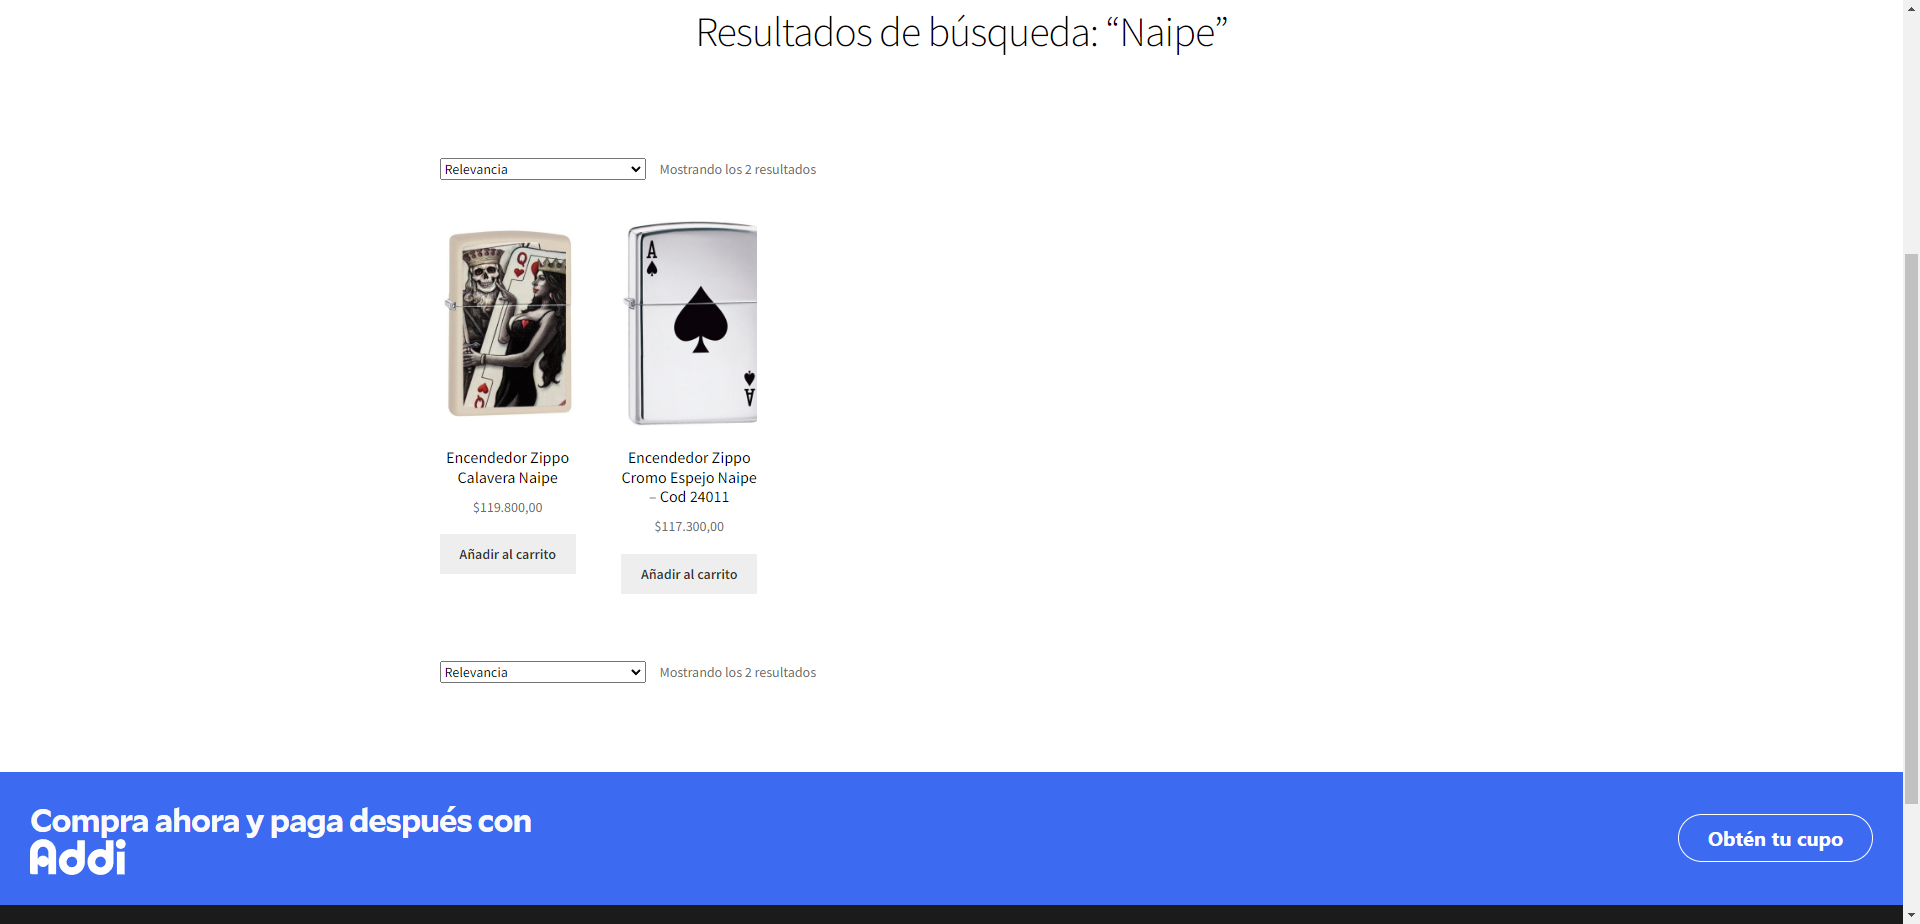 Resultados de búsqueda: “Naipe”
Relevancia
Mostrando los 2 resultados
Q
Q
A
A
Encendedor Zippo
Calavera Naipe
$119.800,00
Añadir al carrito
Encendedor Zippo
Cromo Espejo Naipe
– Cod 24011
$117.300,00
Añadir al carrito
Relevancia
Mostrando los 2 resultados
Compra ahora y paga después con
Addi
Obtén tu cupo